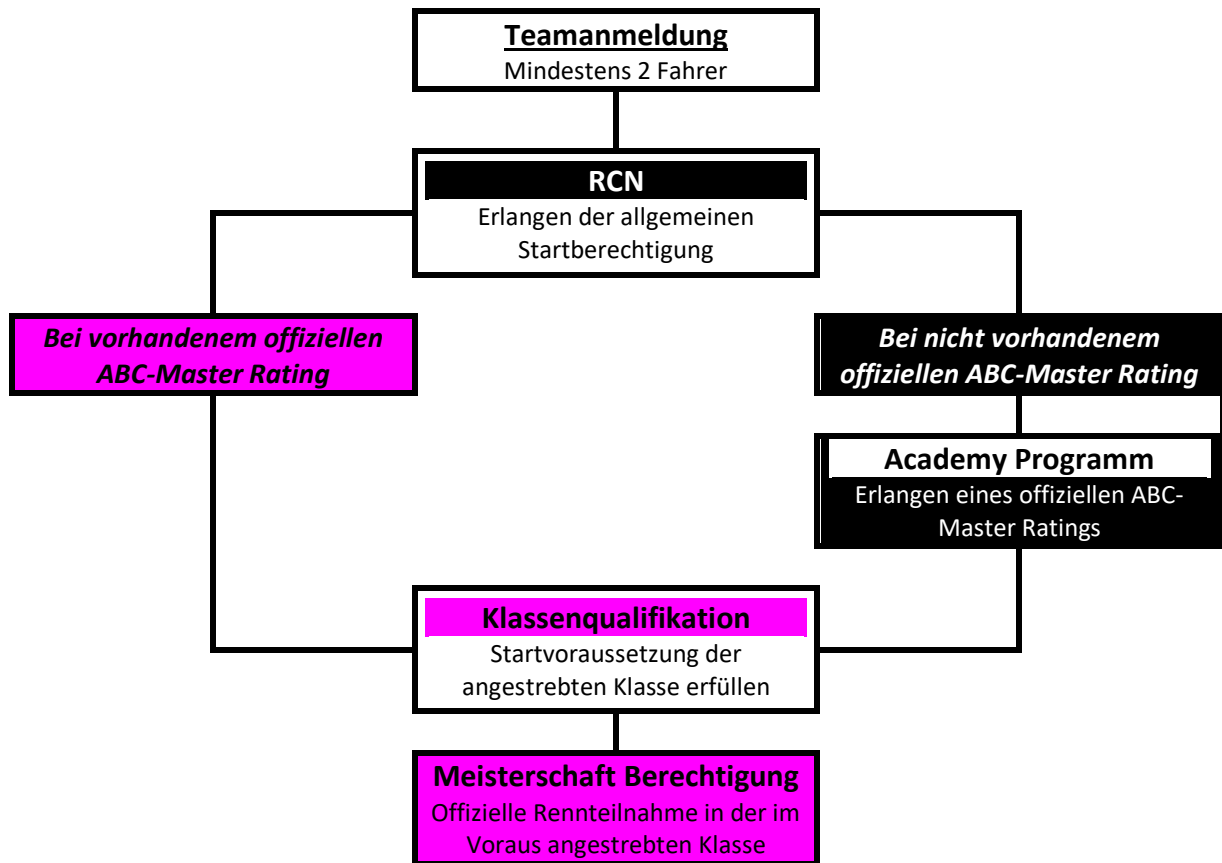 Teamanmeldung
Mindestens 2 Fahrer
RCN
Erlangen der allgemeinen
Startberechtigung
Bei vorhandenem offiziellen
ABC-Master Rating
Bei nicht vorhandenem
offiziellen ABC-Master Rating
Academy Programm
Erlangen eines offiziellen ABC-
Master Ratings
Klassenqualifikation
Startvoraussetzung der
angestrebten Klasse erfüllen
Meisterschaft Berechtigung
Offizielle Rennteilnahme in der im
Voraus angestrebten Klasse